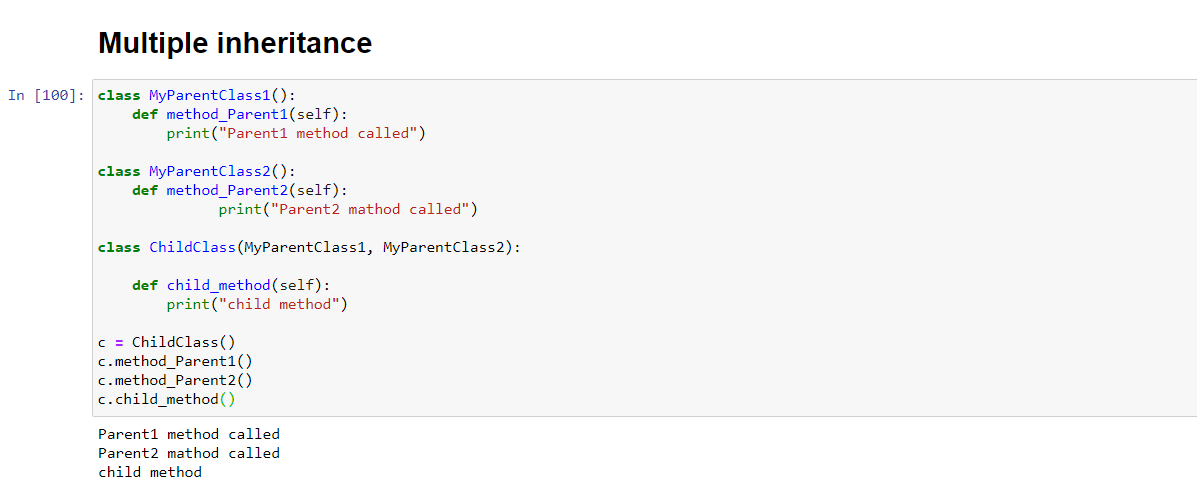 Multiple inheritance
In [100]: class MyParentClass1():
    def method_Parent1(self):
        print("Parent1 method called")
class MyParentClass2():
    def method_Parent2(self):
              print("Parent2 mathod called")
class ChildClass(MyParentClass1, MyParentClass2):
    def child_method(self):
        print("child method")
c = ChildClass()
c.method_Parent1()
c.method_Parent2()
c.child_method()
Parent1 method called
Parent2 mathod called
child method